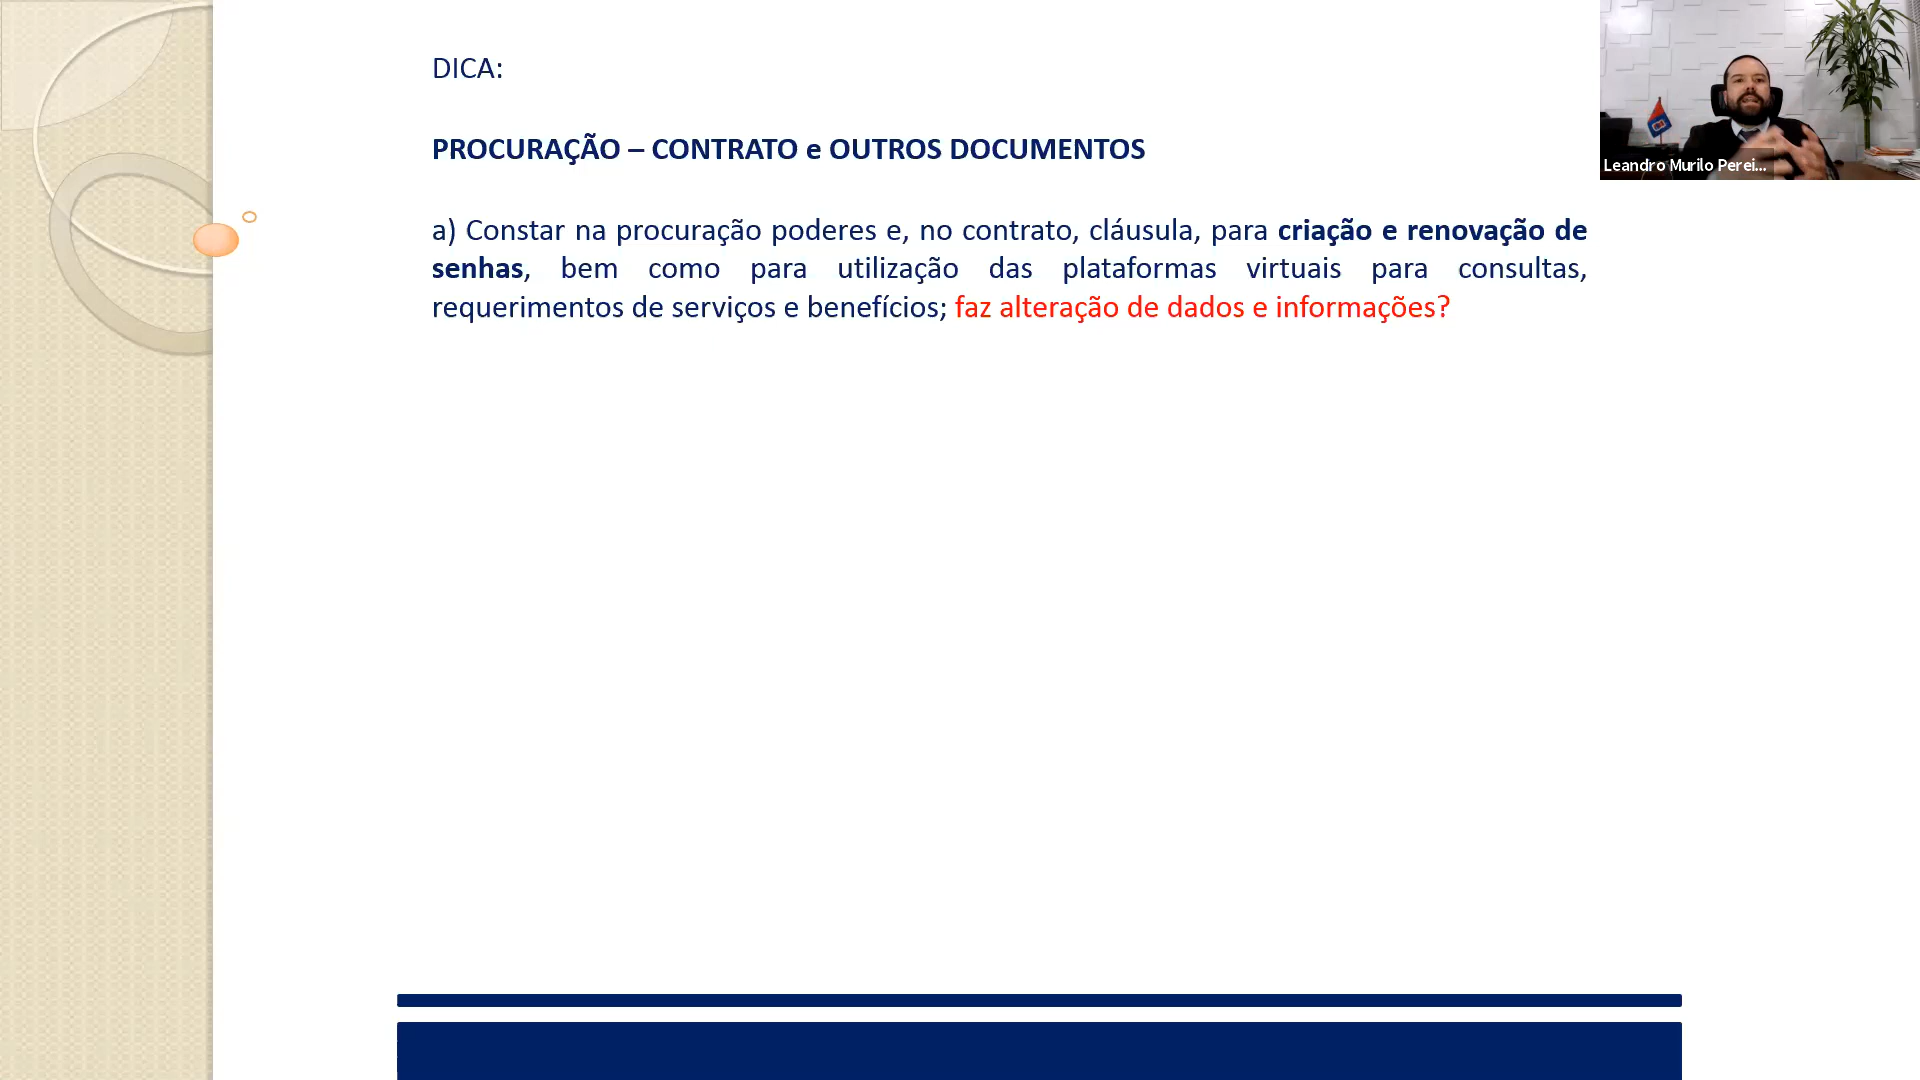 DICA:
PROCURAÇÃO – CONTRATO e OUTROS DOCUMENTOS
a) Constar na procuração poderes e, no contrato, cláusula, para criação e renovação de
senhas, bem como para utilização das plataformas virtuais para consultas,
requerimentos de serviços e benefícios; faz alteração de dados e informações?
Leandro Murilo Perei...